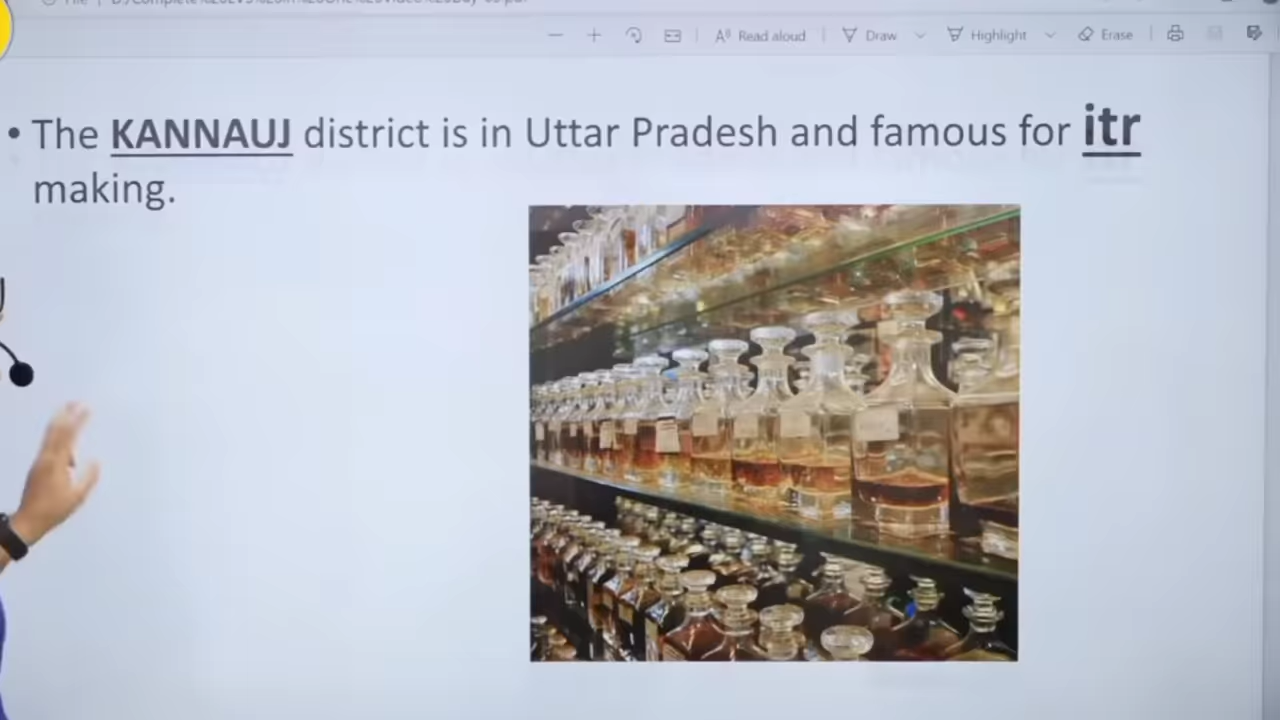 Read aloud
Draw
Highlight
Erase
• The KANNAUJ district is in Uttar Pradesh and famous for itr
making.